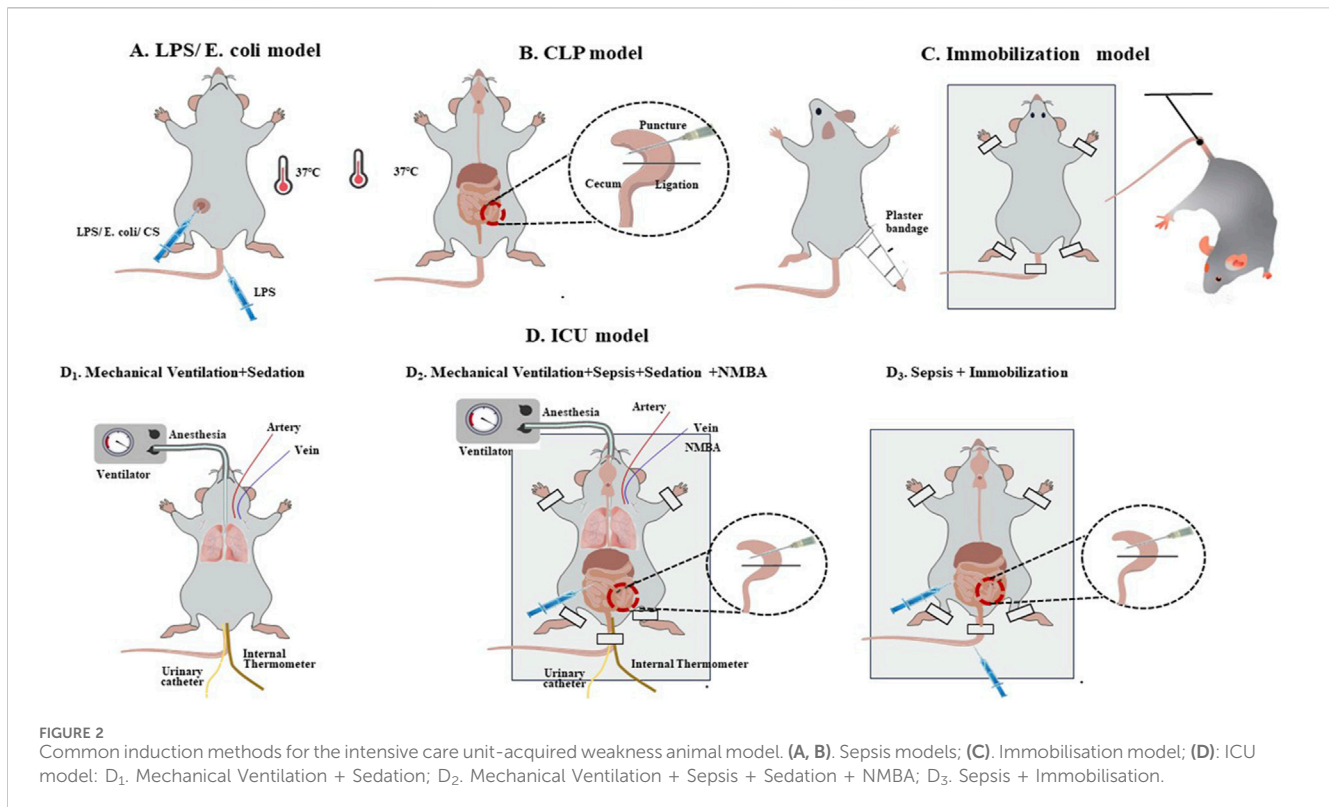 A. LPS/ E. coli model
37°C
LPS/ E. coli/ CS
LPS
B. CLP model
37°C
Puncture
Cecum
Ligation
C. Immobilization model
Plaster
bandage
D. ICU model
D₁. Mechanical Ventilation+Sedation
Anesthesia
Artery
Vein
Ventilator
Internal
Thermometer
Urinary
catheter
D₂. Mechanical Ventilation+Sepsis+Sedation +NMBA
Anesthesia
Artery
Vein
NMBA
Ventilator
Internal Thermometer
Urinary
catheter
D₃. Sepsis + Immobilization
FIGURE 2
Common induction methods for the intensive care unit-acquired weakness animal model. (A, B). Sepsis models; (C). Immobilisation model; (D): ICU
model: D₁. Mechanical Ventilation + Sedation; D₂. Mechanical Ventilation + Sepsis + Sedation + NMBA; D₃. Sepsis + Immobilisation.